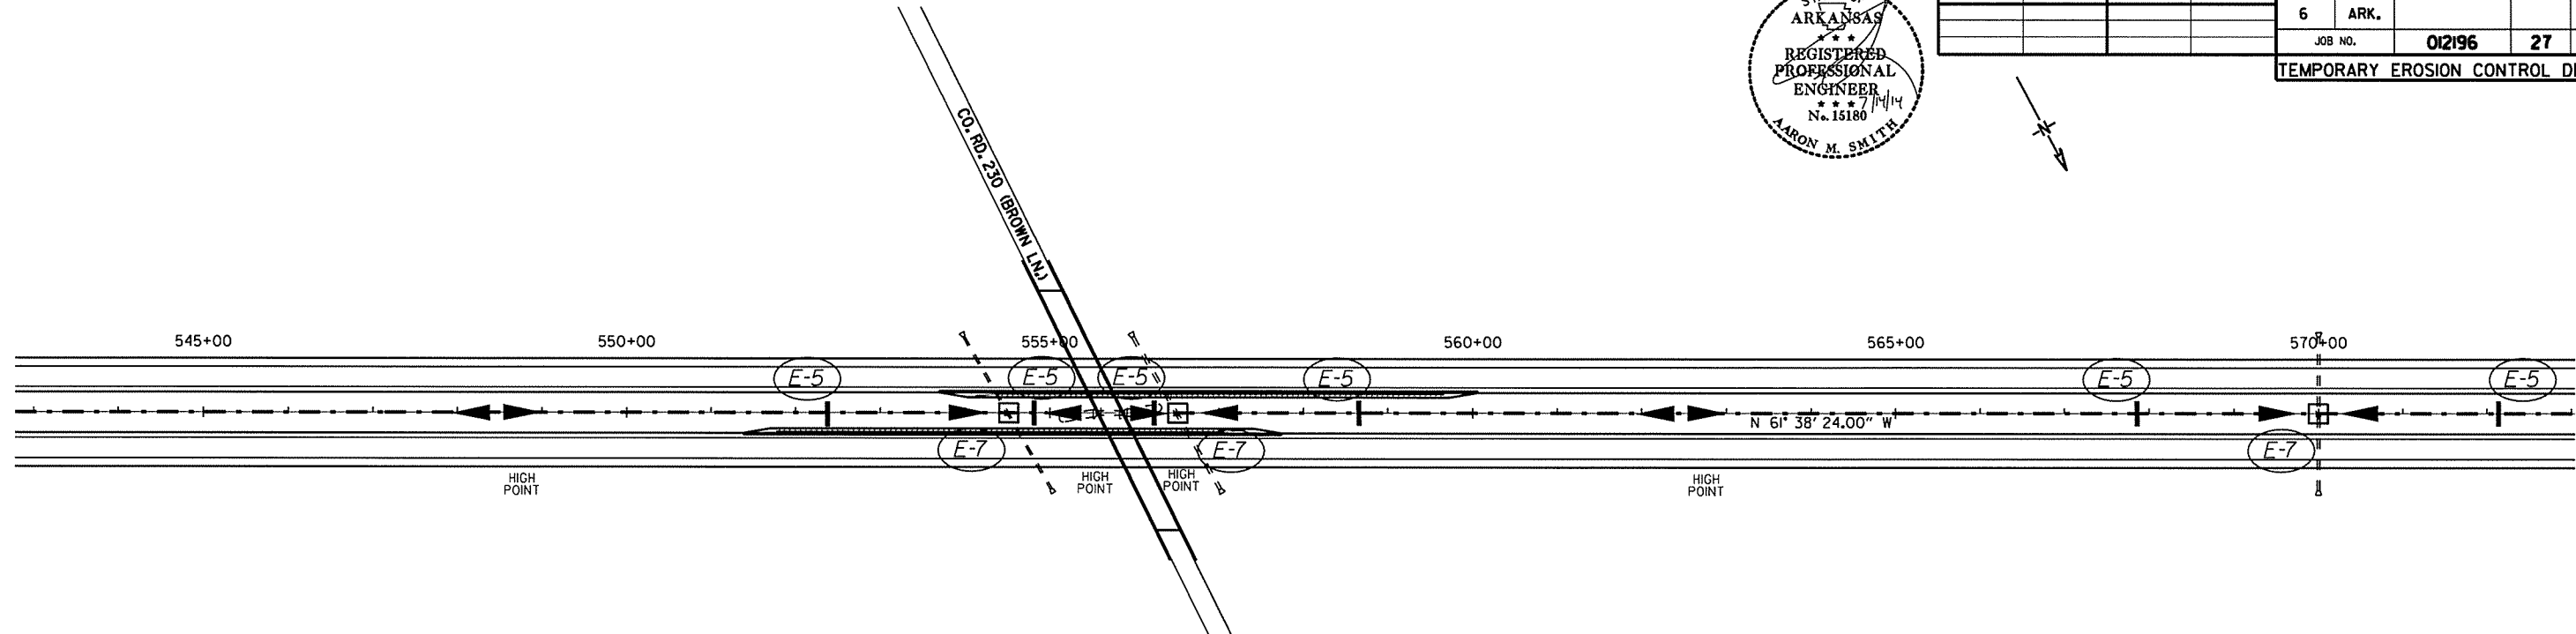 ARKANSAS
★ ★ ★
REGISTERED
PROFESSIONAL
ENGINEER
★ ★ ★ 7/14/14
No. 15180
AARON M. SMITH
6 ARK.
JOB NO. 012196 27
TEMPORARY EROSION CONTROL
N
CO. RD. 230 (BROWN LN.)
545+00 550+00 555+00 560+00 565+00 570+00
E-5 E-5 E-5 E-5 E-5 E-5
N 61° 38' 24.00" W
E-7 E-7 E-7
HIGH POINT
HIGH POINT
HIGH POINT
HIGH POINT